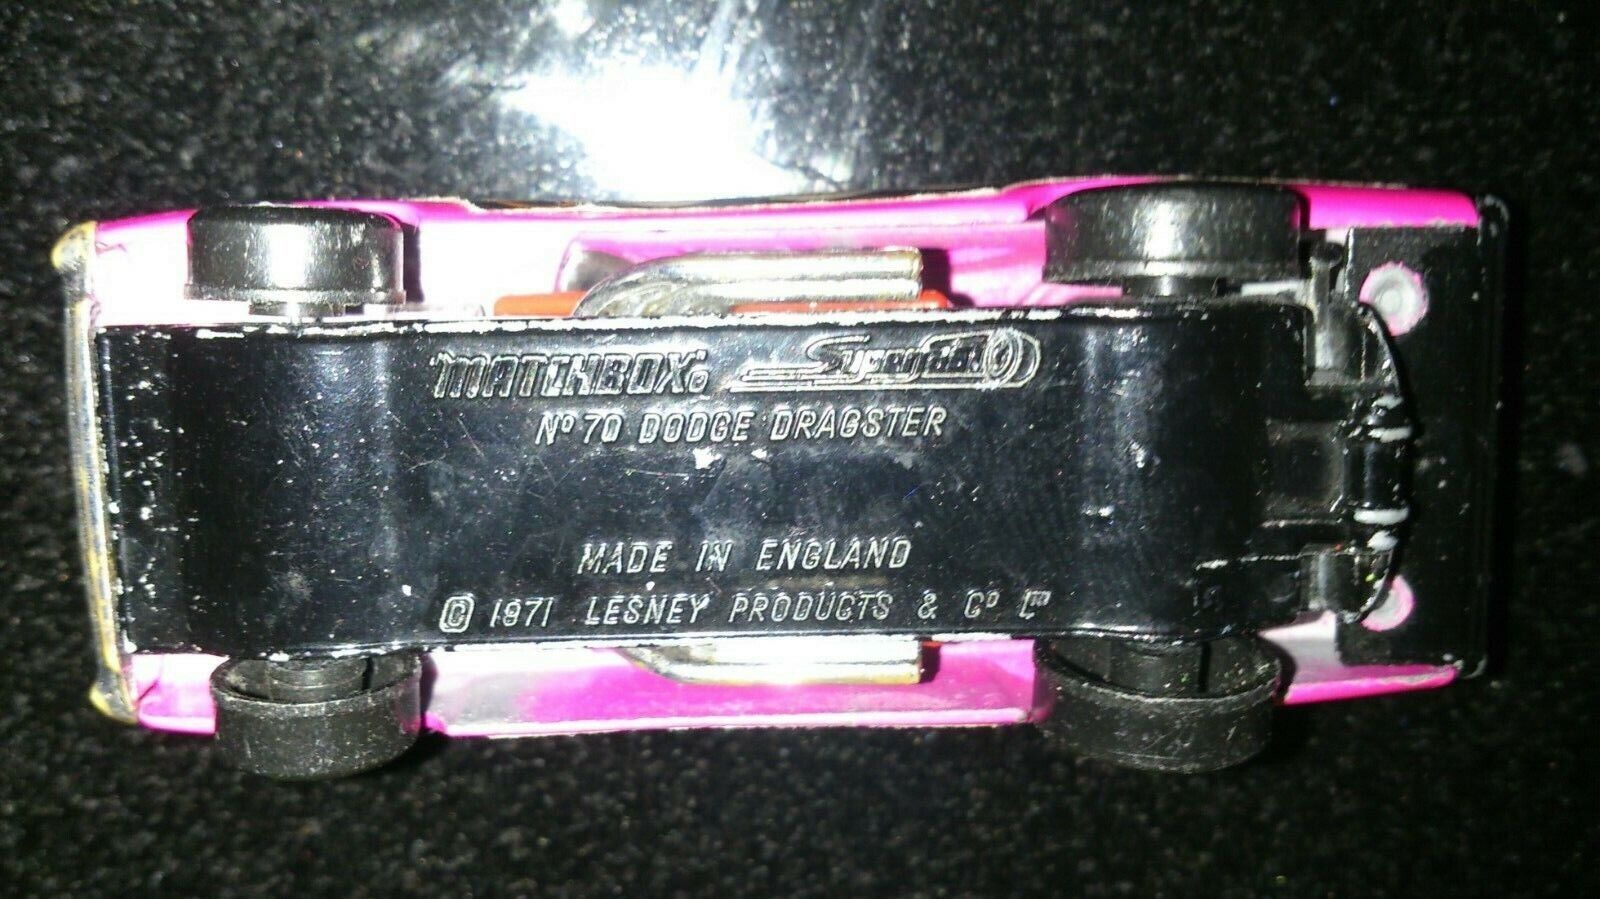 "MATCHBOX"® Superfast
Nº 70 DODGE DRAGSTER
MADE IN ENGLAND
© 1971 LESNEY PRODUCTS & Cº Lᵀᴰ